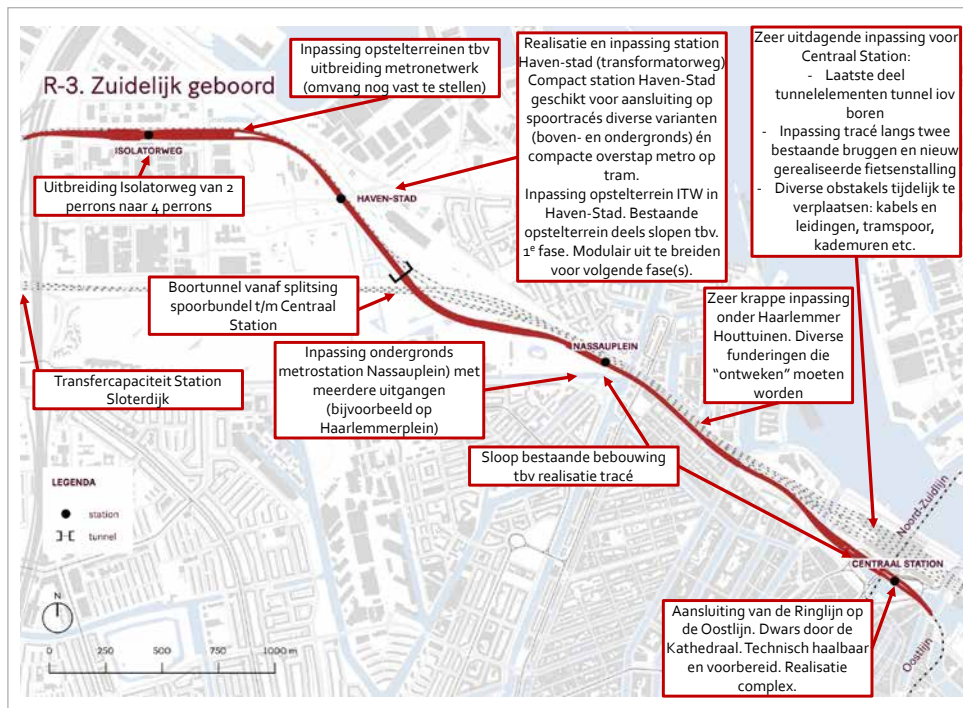 R-3. Zuidelijk geboord
Inpassing opstelterreinen tbv
uitbreiding metronetwerk
(omvang nog vast te stellen)
Realisatie en inpassing station
Haven-stad (transformatorweg)
Compact station Haven-Stad
geschikt voor aansluiting op
spoortracés diverse varianten
(boven- en ondergronds) én
compacte overstap metro op
tram.
Inpassing opstelterrein ITW in
Haven-Stad. Bestaande
opstelterrein deels slopen tbv.
1e fase. Modulair uit te breiden
voor volgende fase(s).
Zeer uitdagende inpassing voor
Centraal Station:
- Laatste deel
tunnelelementen tunnel iov
boren
- Inpassing tracé langs twee
bestaande bruggen en nieuw
gerealiseerde fietsenstalling
- Diverse obstakels tijdelijk te
verplaatsen: kabels en
leidingen, tramspoor,
kademuren etc.
ISOLATORWEG
Uitbreiding Isolatorweg van 2
perrons naar 4 perrons
HAVEN-STAD
Boortunnel vanaf splitsing
spoorbundel t/m Centraal
Station
Zeer krappe inpassing
onder Haarlemmer
Houttuinen. Diverse
funderingen die
“ontweken” moeten
worden
NASSAUPLEIN
Transfercapaciteit Station
Sloterdijk
Inpassing ondergronds
metrostation Nassauplein) met
meerdere uitgangen
(bijvoorbeeld op
Haarlemmerplein)
Sloop bestaande bebouwing
tbv realisatie tracé
LEGENDA
station
tunnel
Noord-Zuidlijn
CENTRAAL STATION
Aansluiting van de Ringlijn op
de Oostlijn. Dwars door de
Kathedraal. Technisch haalbaar
en voorbereid. Realisatie
complex.
Oostlijn
N
0 250 500 750 1000 m